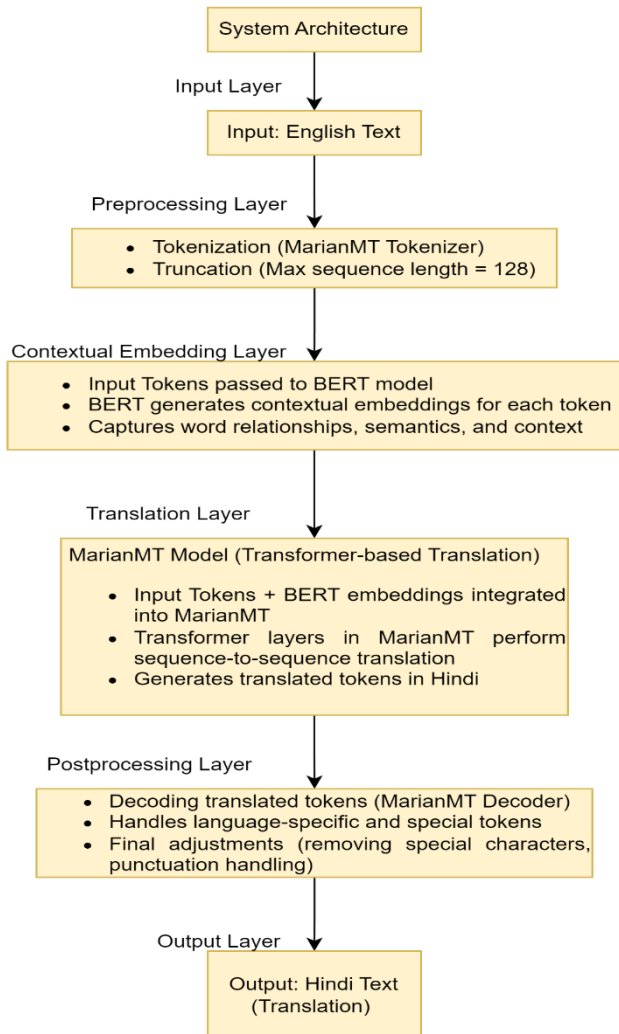 System Architecture
Input Layer
Input: English Text
Preprocessing Layer
• Tokenization (MarianMT Tokenizer)
• Truncation (Max sequence length = 128)
Contextual Embedding Layer
• Input Tokens passed to BERT model
• BERT generates contextual embeddings for each token
• Captures word relationships, semantics, and context
Translation Layer
MarianMT Model (Transformer-based Translation)
• Input Tokens + BERT embeddings integrated
into MarianMT
• Transformer layers in MarianMT perform
sequence-to-sequence translation
• Generates translated tokens in Hindi
Postprocessing Layer
• Decoding translated tokens (MarianMT Decoder)
• Handles language-specific and special tokens
• Final adjustments (removing special characters,
punctuation handling)
Output Layer
Output: Hindi Text
(Translation)